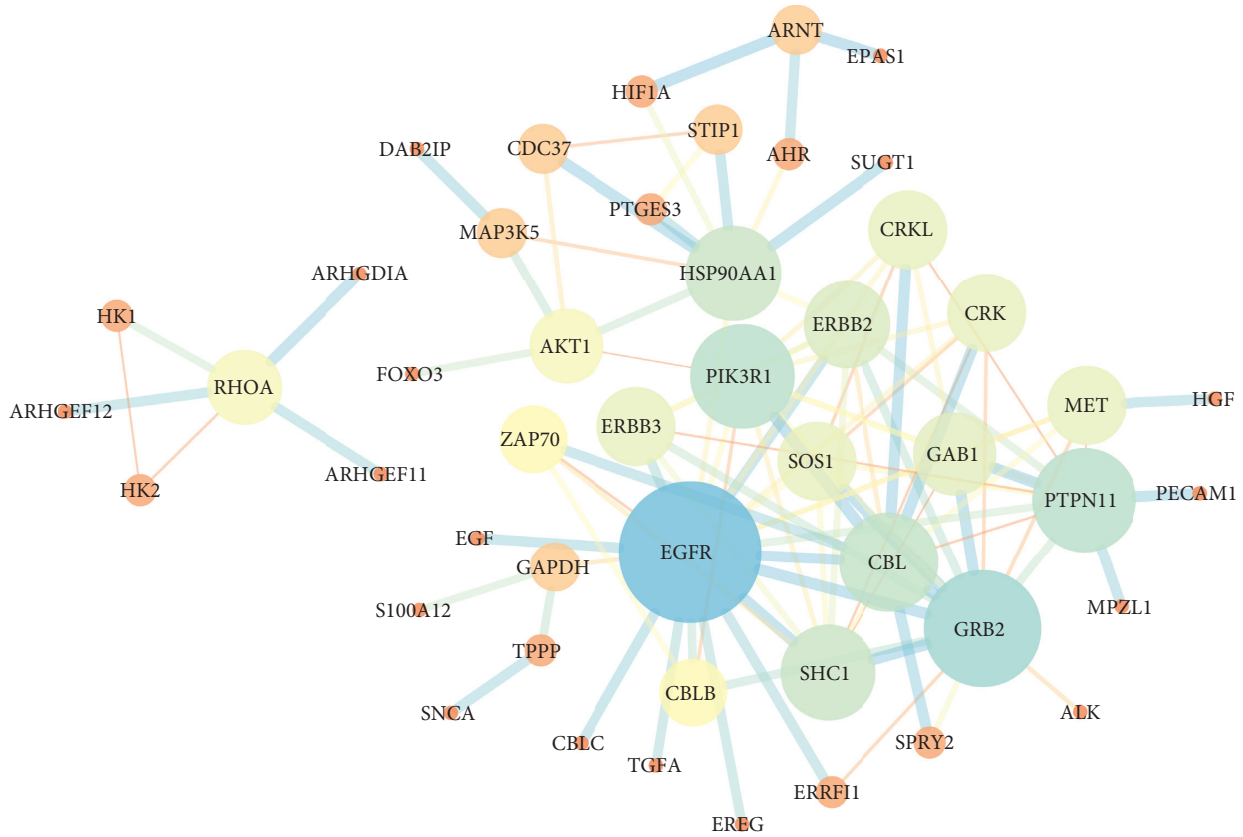 ARNT
EPAS1
HIF1A
STIP1
DAB2IP
CDC37
AHR
SUGT1
PTGES3
MAP3K5
CRKL
ARHGDIA
HSP90AA1
HK1
ERBB2
CRK
AKT1
FOXO3
PIK3R1
RHOA
ARHGEF12
HGF
MET
ERBB3
ZAP70
SOS1
GAB1
ARHGEF11
HK2
PTPN11
PECAM1
EGF
EGFR
CBL
GAPDH
S100A12
MPZL1
GRB2
TPPP
SHC1
CBLB
SNCA
ALK
CBLC
SPRY2
TGFA
ERRFI1
EREG